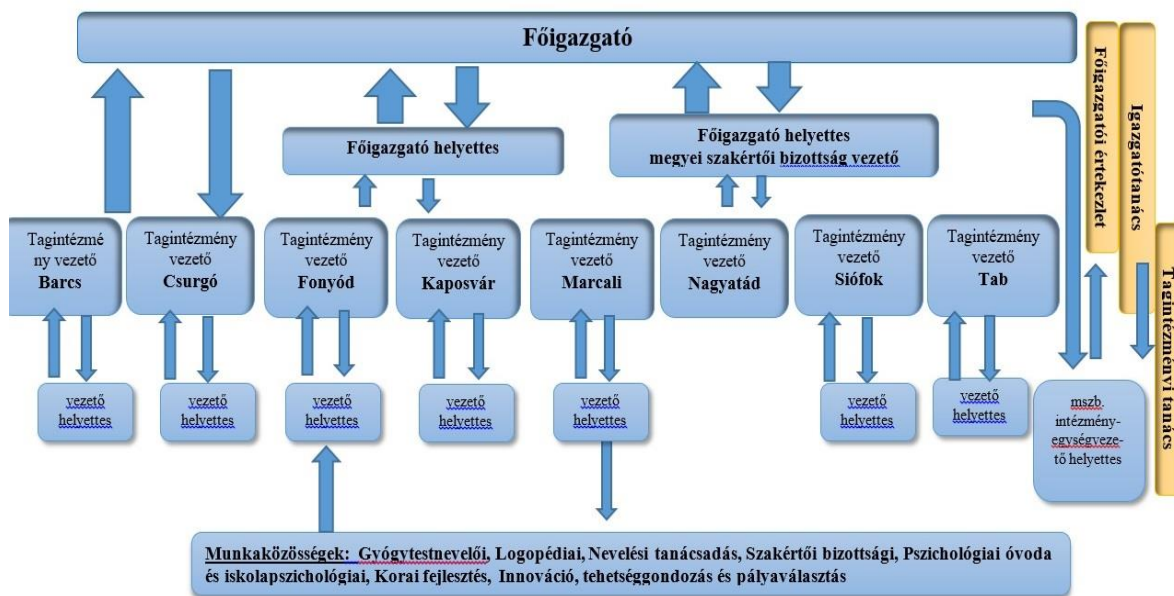 Főigazgató
Főigazgató helyettes
Főigazgató helyettes
megyei szakértői bizottság vezető
Főigazgatói értekezlet
Igazgatótanács
Tagintézményi tanács
Tagintézmé
ny vezető
Barcs
Tagintézmény
vezető
Csurgó
Tagintézmény
vezető
Fonyód
Tagintézmény
vezető
Kaposvár
Tagintézmény
vezető
Marcali
Tagintézmény
vezető
Nagyatád
Tagintézmény
vezető
Siófok
Tagintézmény
vezető
Tab
vezető
helyettes
vezető
helyettes
vezető
helyettes
vezető
helyettes
vezető
helyettes
vezető
helyettes
vezető
helyettes
mszb.
intézmény-
egységveze-
tő helyettes
Munkaközösségek: Gyógytestnevelői, Logopédiai, Nevelési tanácsadás, Szakértői bizottsági, Pszichológiai óvoda
és iskolapszichológiai, Korai fejlesztés, Innováció, tehetséggondozás és pályaválasztás